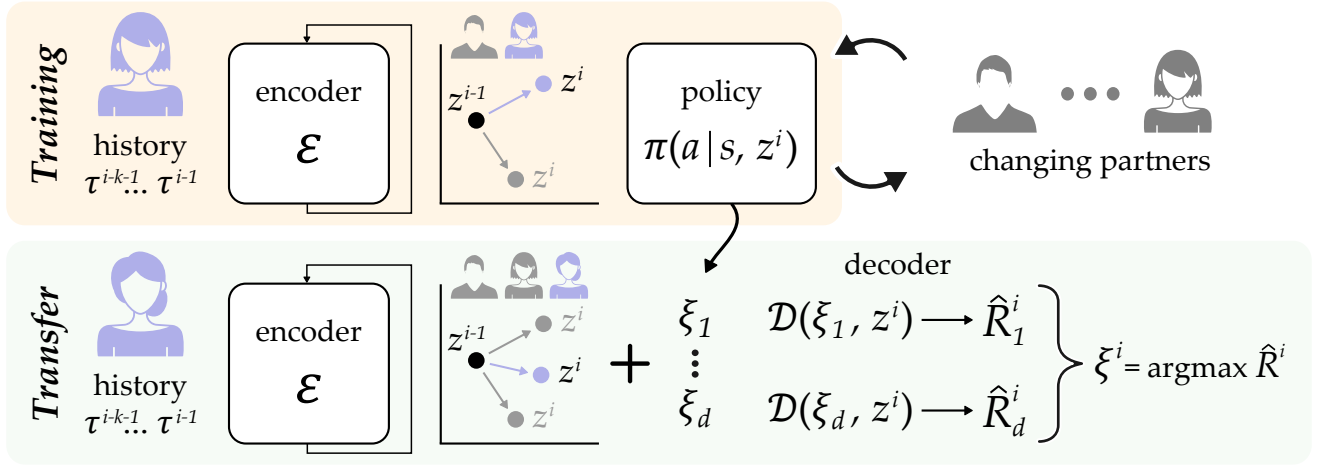 Training
history
τ^{i-k-1}... τ^{i-1}
encoder
ε
z^{i-1}
z^i
z^i
policy
π(a|s, z^i)
changing partners
Transfer
history
τ^{i-k-1}... τ^{i-1}
encoder
ε
z^{i-1}
z^i
z^i
z^i
+
decoder
ξ_1 𝒟(ξ_1, z^i) → R̂^i_1
⋮
ξ_d 𝒟(ξ_d, z^i) → R̂^i_d
} ξ^i = argmax R̂^i